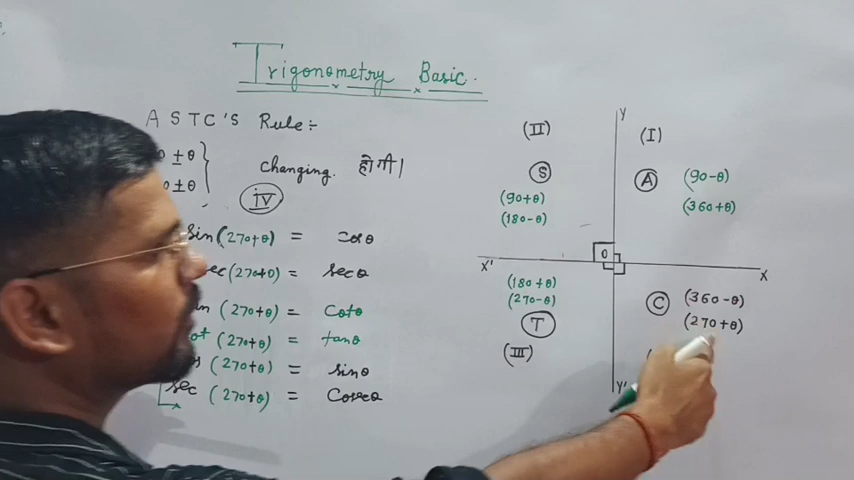 Trigonometry Basic.
ASTC'S Rule:-
± θ
± θ
Changing. होगी।
(iv)
sin(270+θ) = cosθ
sec(270+θ) = secθ
(270+θ) = cotθ
(270+θ) = tanθ
(270+θ) = sinθ
sec (270+θ) = cosecθ
Y
(II) (I)
S A (90-θ)
(90+θ) (360+θ)
(180-θ)
O
X' X
(180+θ) (360-θ)
(270-θ) C (270+θ)
T
(III)
Y'